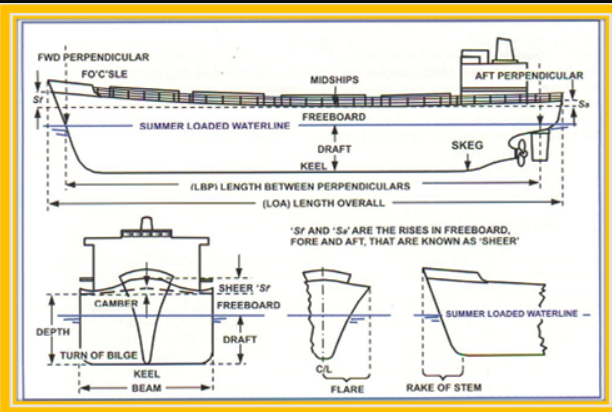 FWD PERPENDICULAR
FO'C'SLE
MIDSHIPS
AFT PERPENDICULAR
Sf
Sa
FREEBOARD
SUMMER LOADED WATERLINE
DRAFT
SKEG
KEEL
(LBP) LENGTH BETWEEN PERPENDICULARS
(LOA) LENGTH OVERALL
'Sf AND 'Sa' ARE THE RISES IN FREEBOARD,
FORE AND AFT, THAT ARE KNOWN AS 'SHEER'
SHEER 'Sf'
CAMBER
FREEBOARD
DEPTH
DRAFT
TURN OF BILGE
KEEL
BEAM
C/L
FLARE
SUMMER LOADED WATERLINE
RAKE OF STEM